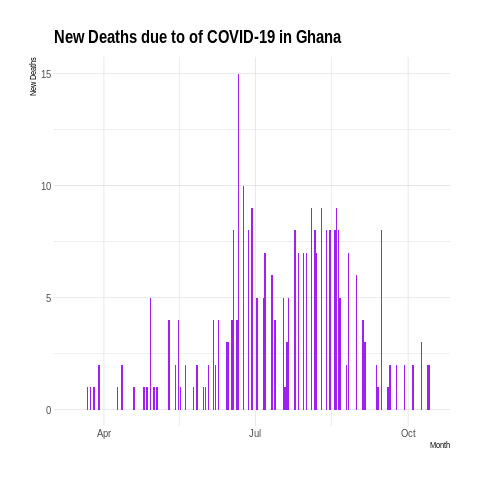 New Deaths due to of COVID-19 in Ghana
New Deaths
15
10
5
0
Apr
Jul
Oct
Month